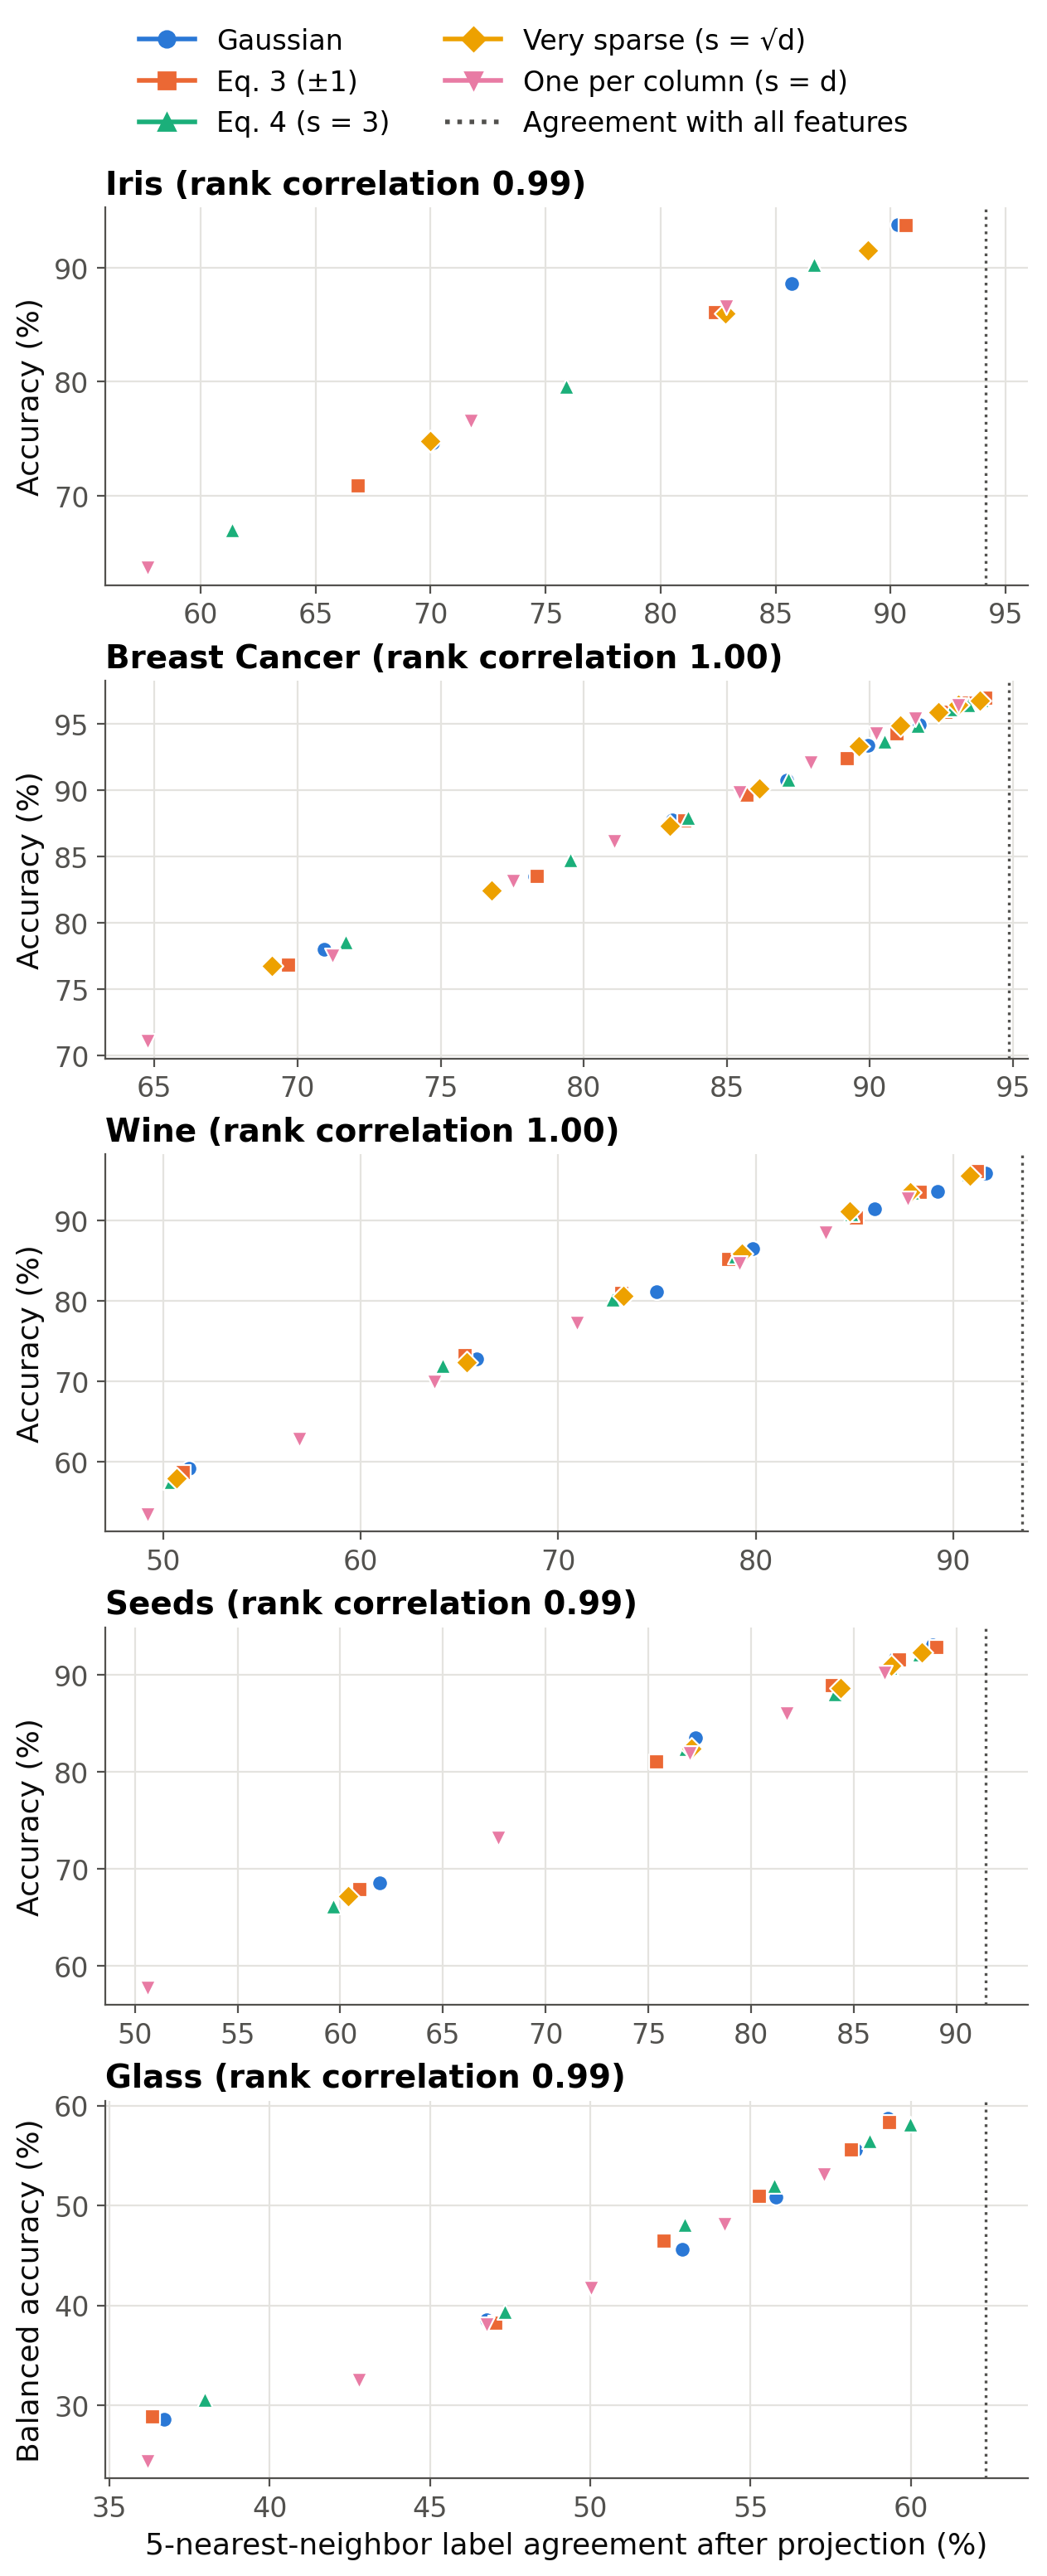 Gaussian
Eq. 3 (±1)
Eq. 4 (s = 3)
Very sparse (s = √d)
One per column (s = d)
Agreement with all features
Iris (rank correlation 0.99)
Accuracy (%)
90
80
70
60 65 70 75 80 85 90 95
Breast Cancer (rank correlation 1.00)
Accuracy (%)
95
90
85
80
75
70
65 70 75 80 85 90 95
Wine (rank correlation 1.00)
Accuracy (%)
90
80
70
60
50 60 70 80 90
Seeds (rank correlation 0.99)
Accuracy (%)
90
80
70
60
50 55 60 65 70 75 80 85 90
Glass (rank correlation 0.99)
Balanced accuracy (%)
60
50
40
30
35 40 45 50 55 60
5-nearest-neighbor label agreement after projection (%)